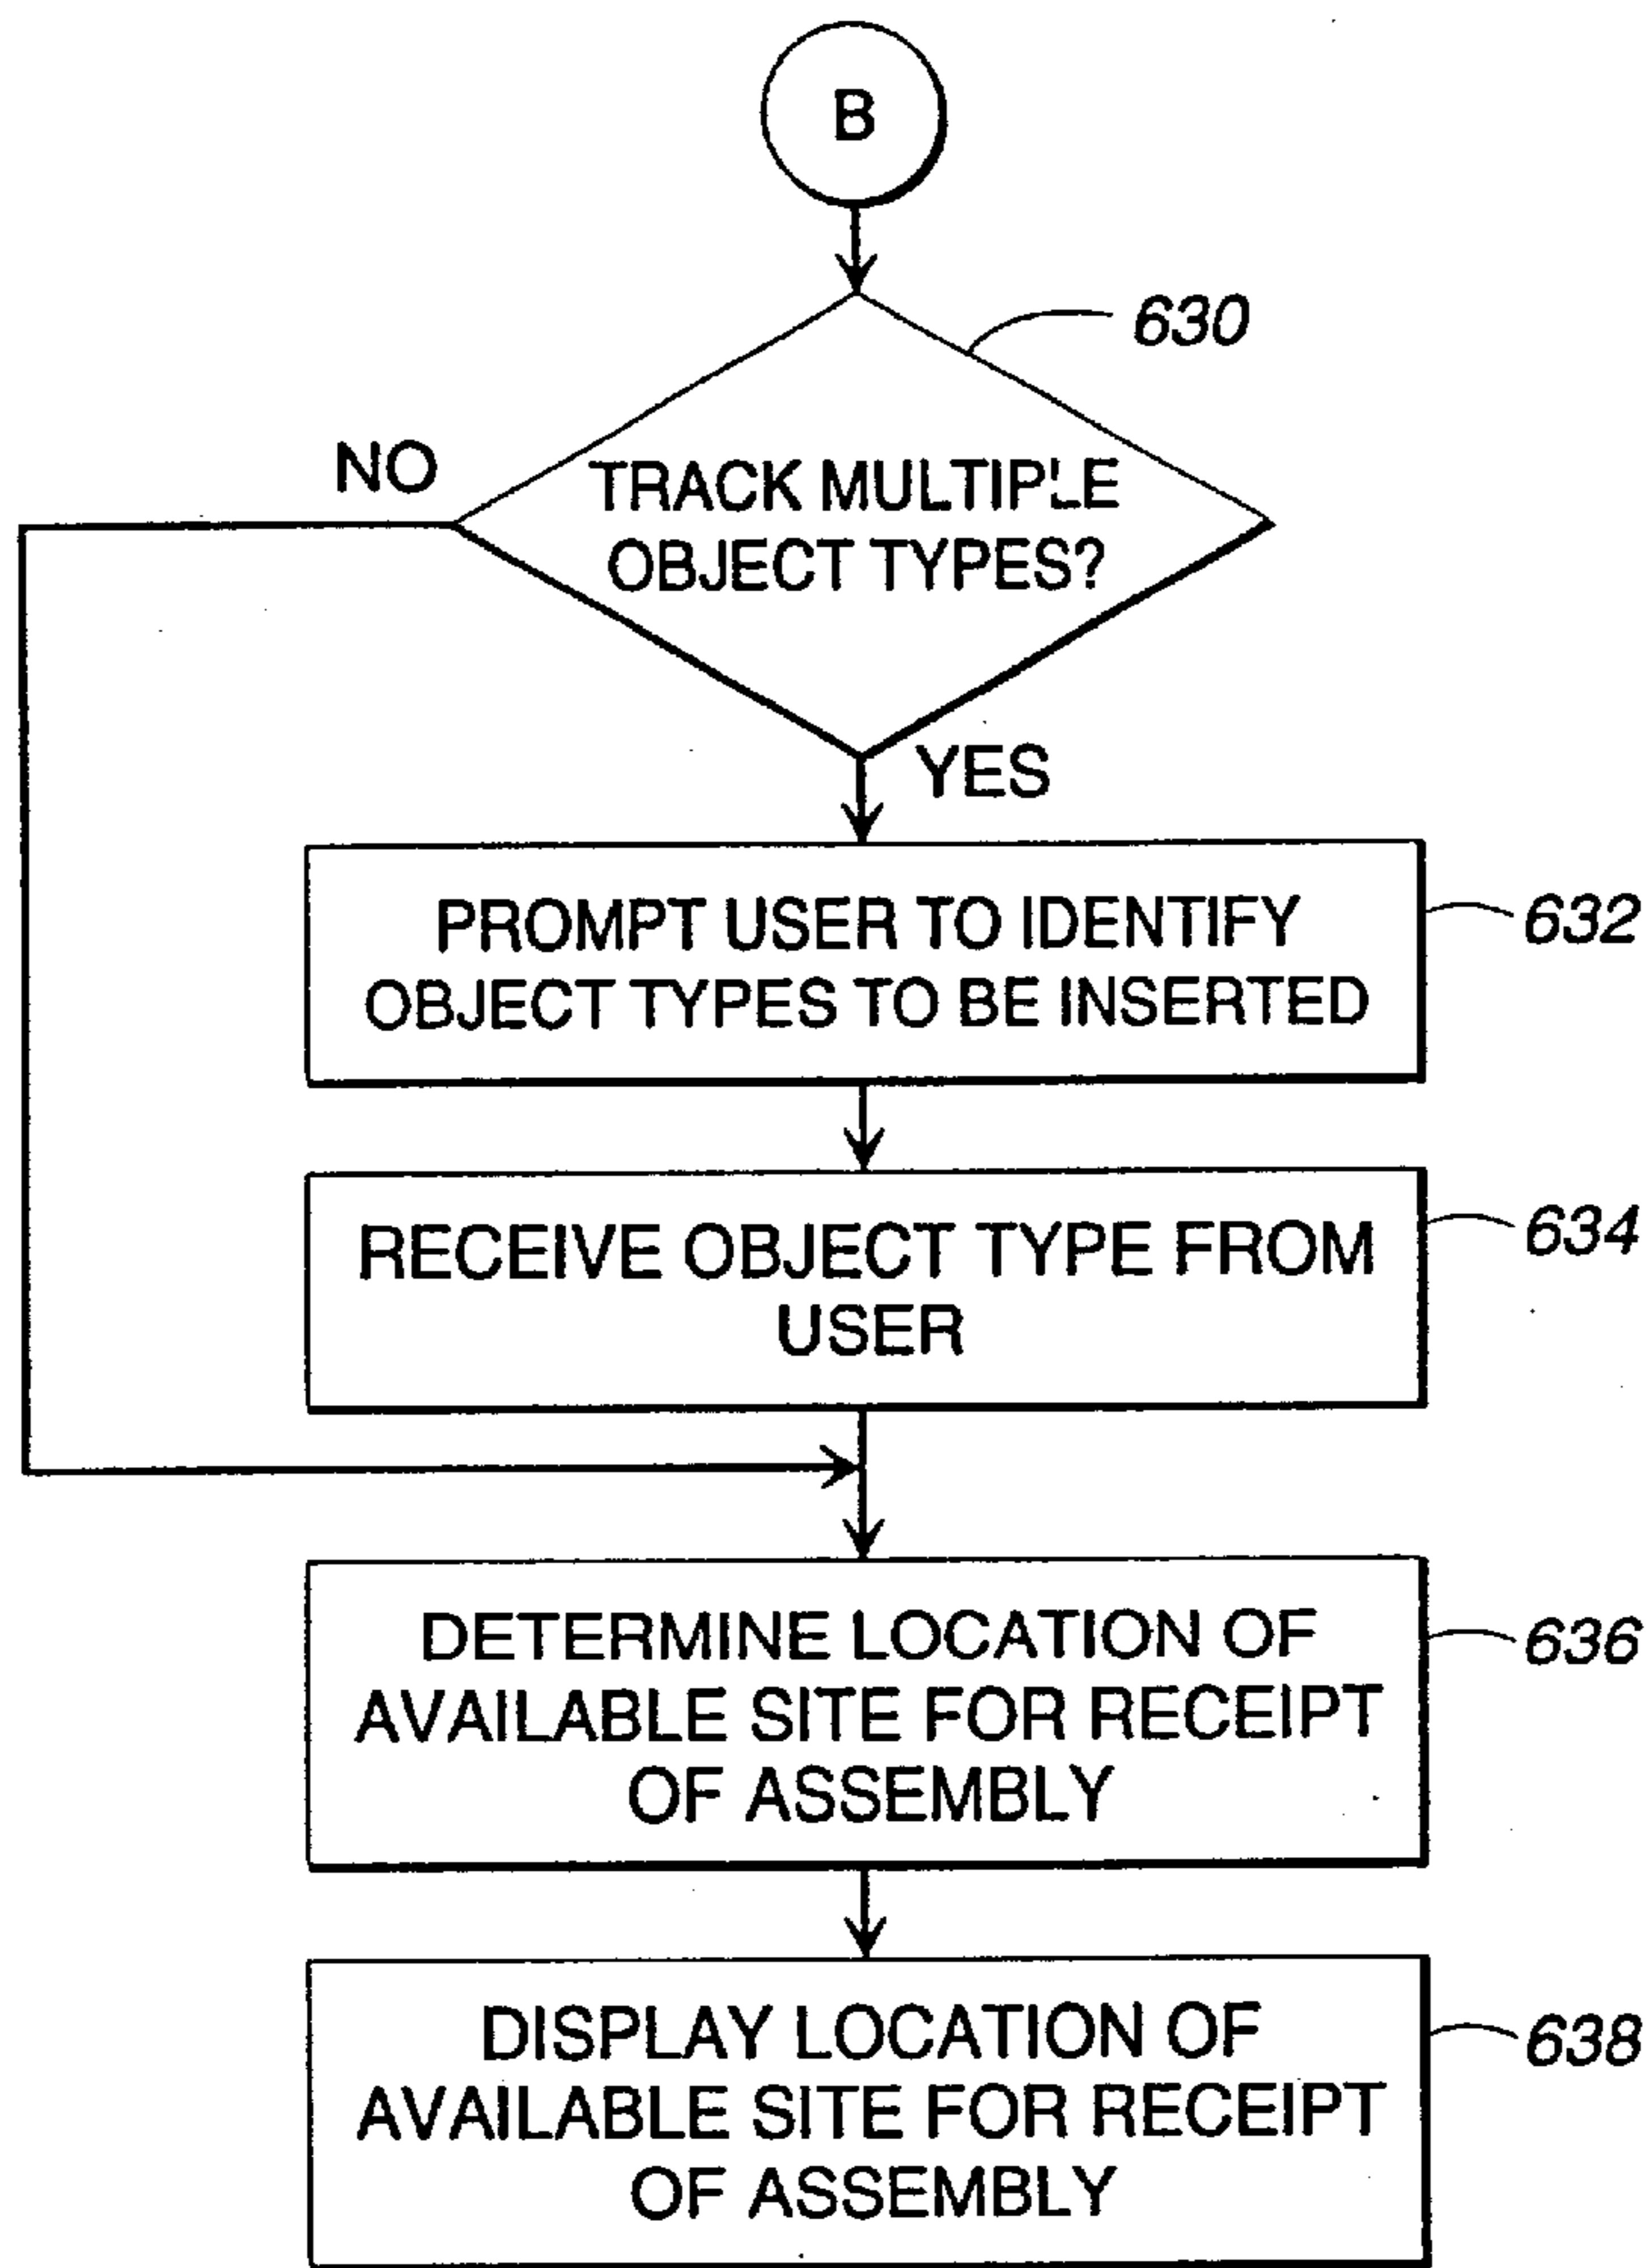 B
630
NO
TRACK MULTIPLE
OBJECT TYPES?
YES
PROMPT USER TO IDENTIFY
OBJECT TYPES TO BE INSERTED
632
RECEIVE OBJECT TYPE FROM
USER
634
DETERMINE LOCATION OF
AVAILABLE SITE FOR RECEIPT
OF ASSEMBLY
636
DISPLAY LOCATION OF
AVAILABLE SITE FOR RECEIPT
OF ASSEMBLY
638